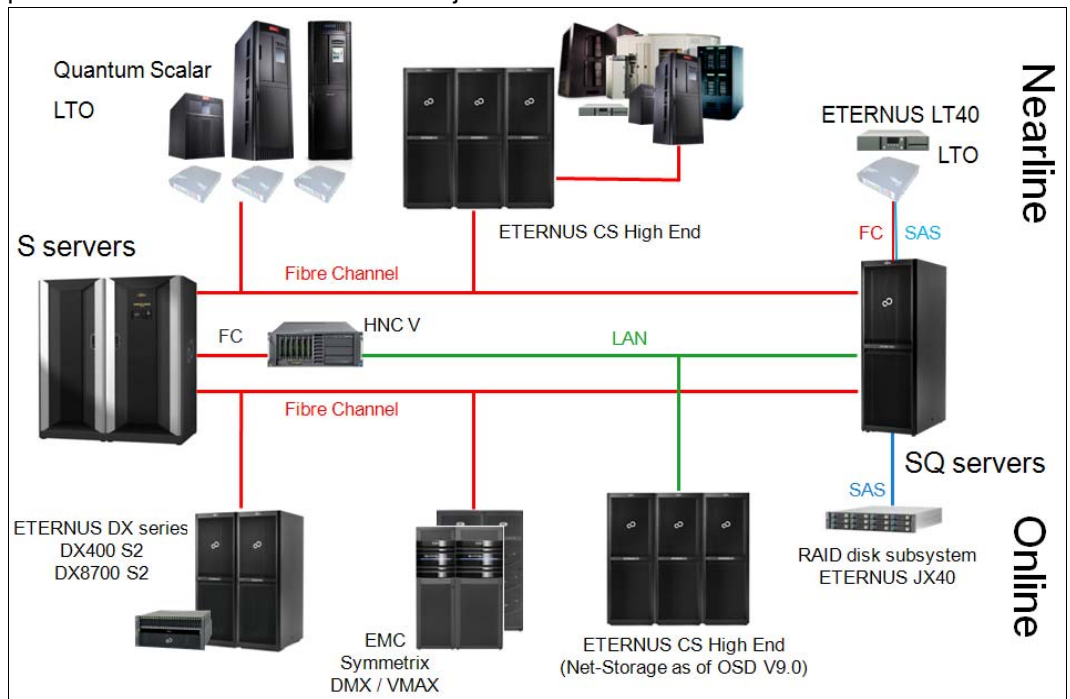 Quantum Scalar
LTO
ETERNUS CS High End
ETERNUS LT40
LTO
Nearline
FC
SAS
S servers
Fibre Channel
FC
HNC V
LAN
Fibre Channel
SQ servers
SAS
ETERNUS DX series
DX400 S2
DX8700 S2
EMC
Symmetrix
DMX / VMAX
ETERNUS CS High End
(Net-Storage as of OSD V9.0)
RAID disk subsystem
ETERNUS JX40
Online